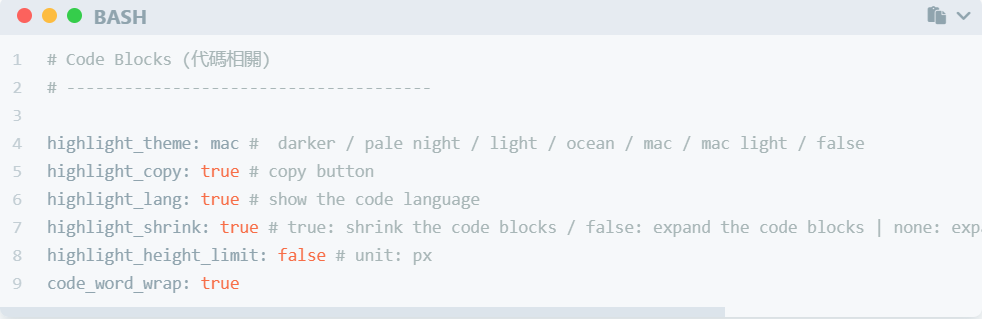 BASH
1 # Code Blocks (代碼相關)
2 # --------------------------------------
3
4 highlight_theme: mac #  darker / pale night / light / ocean / mac / mac light / false
5 highlight_copy: true # copy button
6 highlight_lang: true # show the code language
7 highlight_shrink: true # true: shrink the code blocks / false: expand the code blocks | none: exp
8 highlight_height_limit: false # unit: px
9 code_word_wrap: true